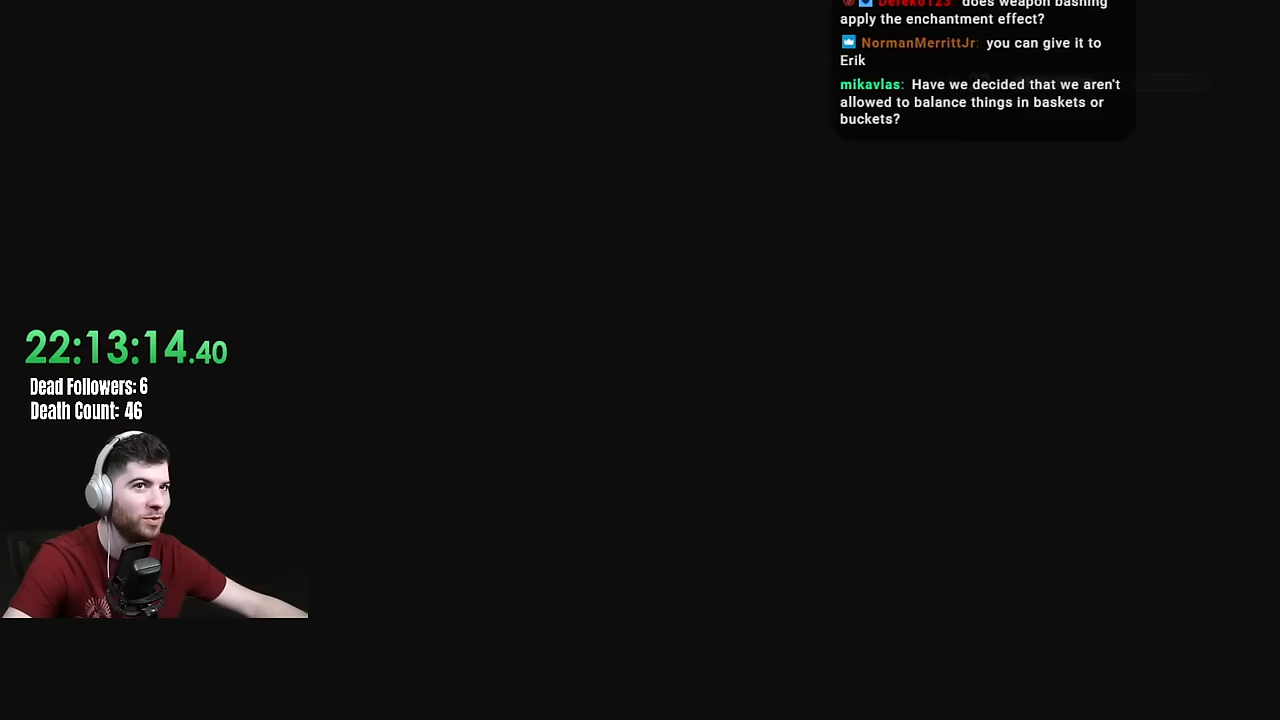 Dereko123: does weapon bashing
apply the enchantment effect?
NormanMerrittJr: you can give it to
Erik
mikavlas: Have we decided that we aren't
allowed to balance things in baskets or
buckets?
22:13:14.40
Dead Followers: 6
Death Count: 46